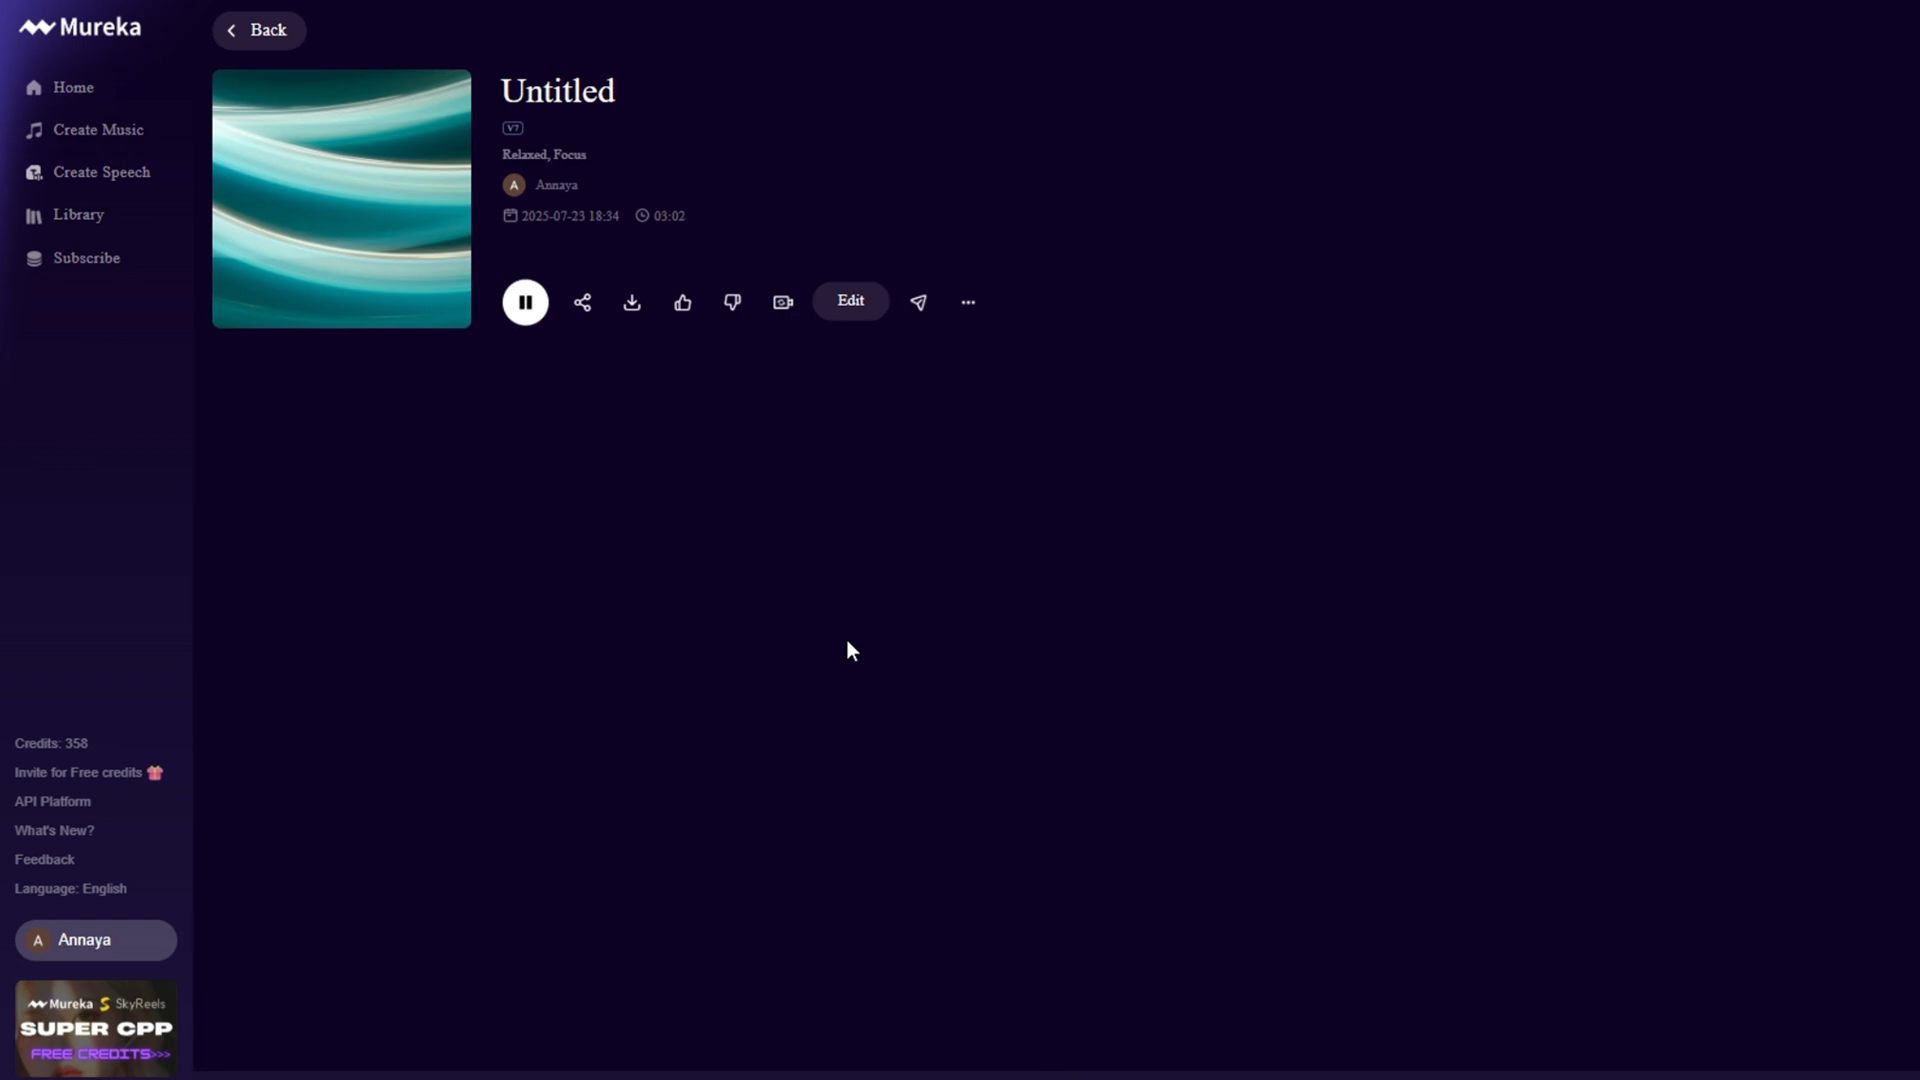 Mureka
Home
Create Music
Create Speech
Library
Subscribe
Back
Untitled
V7
Relaxed, Focus
A Annaya
2025-07-23 18:34 03:02
Edit
Credits: 358
Invite for Free credits
API Platform
What's New?
Feedback
Language: English
A Annaya
Mureka SkyReels
SUPER CPP
FREE CREDITS>>>